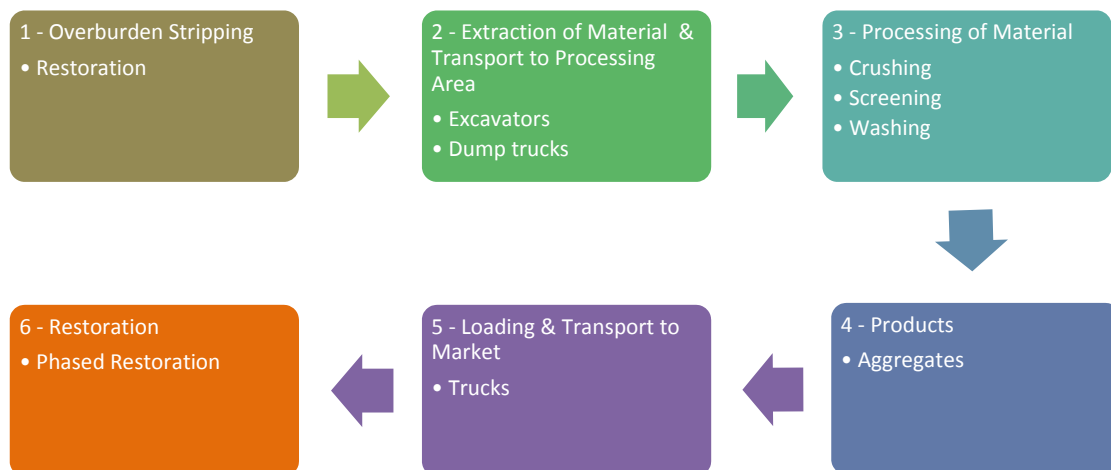 1 - Overburden Stripping
• Restoration
2 - Extraction of Material & 
Transport to Processing
Area
• Excavators
• Dump trucks
3 - Processing of Material
• Crushing
• Screening
• Washing
4 - Products
• Aggregates
5 - Loading & Transport to
Market
• Trucks
6 - Restoration
• Phased Restoration